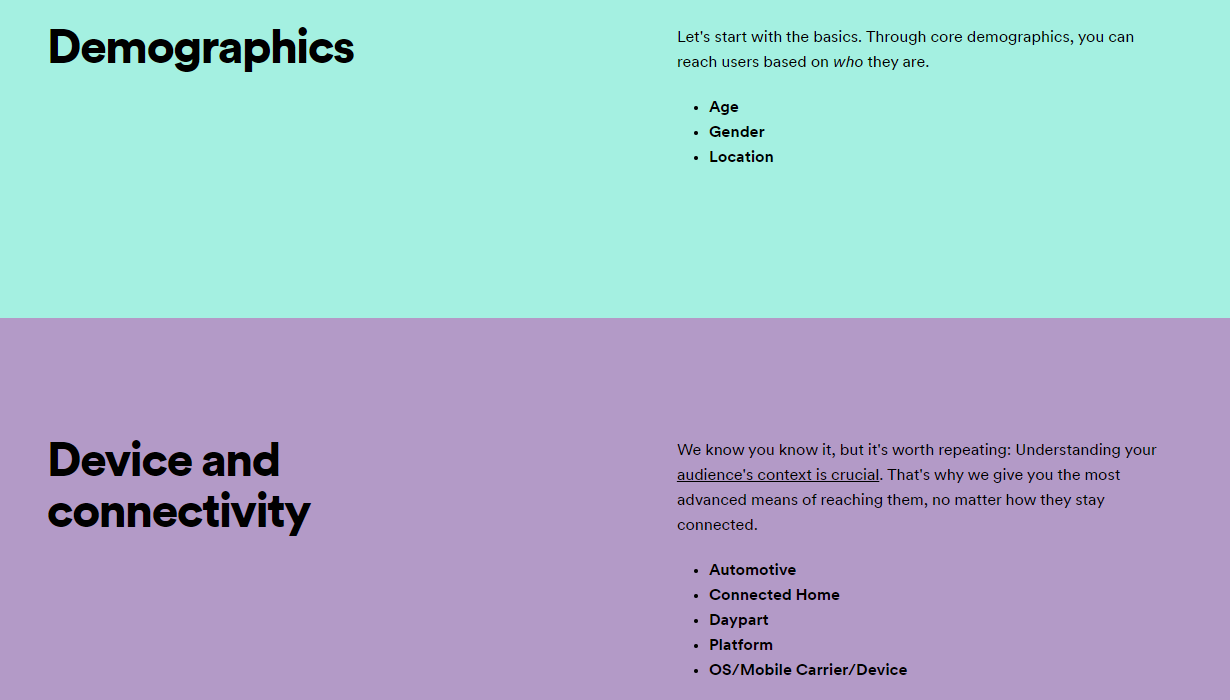 Demographics
Let's start with the basics. Through core demographics, you can
reach users based on who they are.
• Age
• Gender
• Location
Device and
connectivity
We know you know it, but it's worth repeating: Understanding your
audience's context is crucial. That's why we give you the most
advanced means of reaching them, no matter how they stay
connected.
• Automotive
• Connected Home
• Daypart
• Platform
• OS/Mobile Carrier/Device